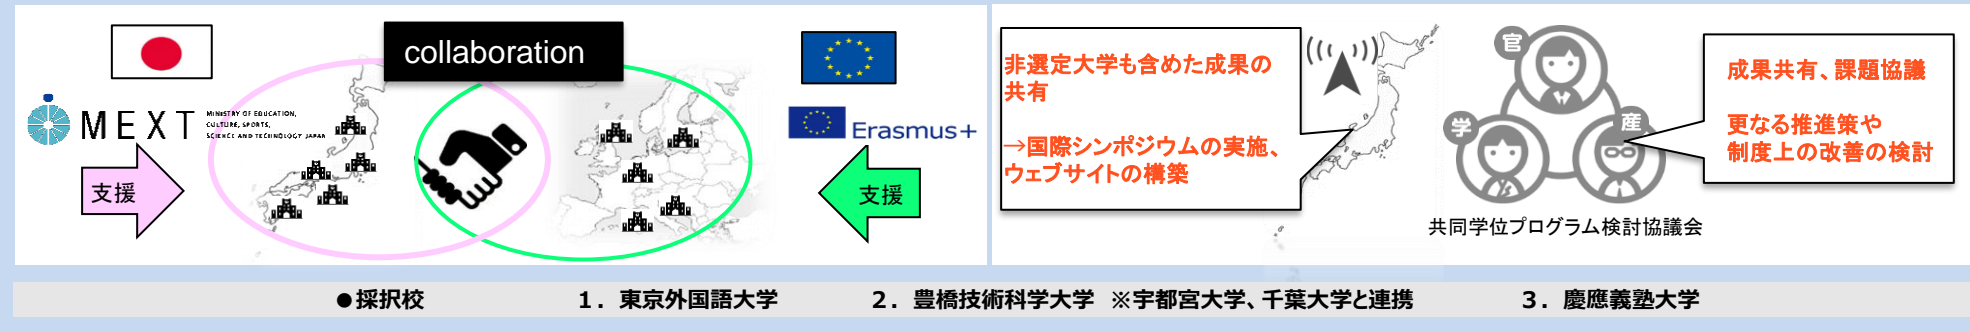 collaboration
MEXT
MINISTRY OF EDUCATION,
CULTURE, SPORTS,
SCIENCE AND TECHNOLOGY JAPAN
Erasmus+
支援
支援
非選定大学も含めた成果の
共有
→国際シンポジウムの実施、
ウェブサイトの構築
官
学
産
共同学位プログラム検討協議会
成果共有、課題協議
更なる推進策や
制度上の改善の検討
●採択校 1．東京外国語大学 2．豊橋技術科学大学 ※宇都宮大学、千葉大学と連携 3．慶應義塾大学